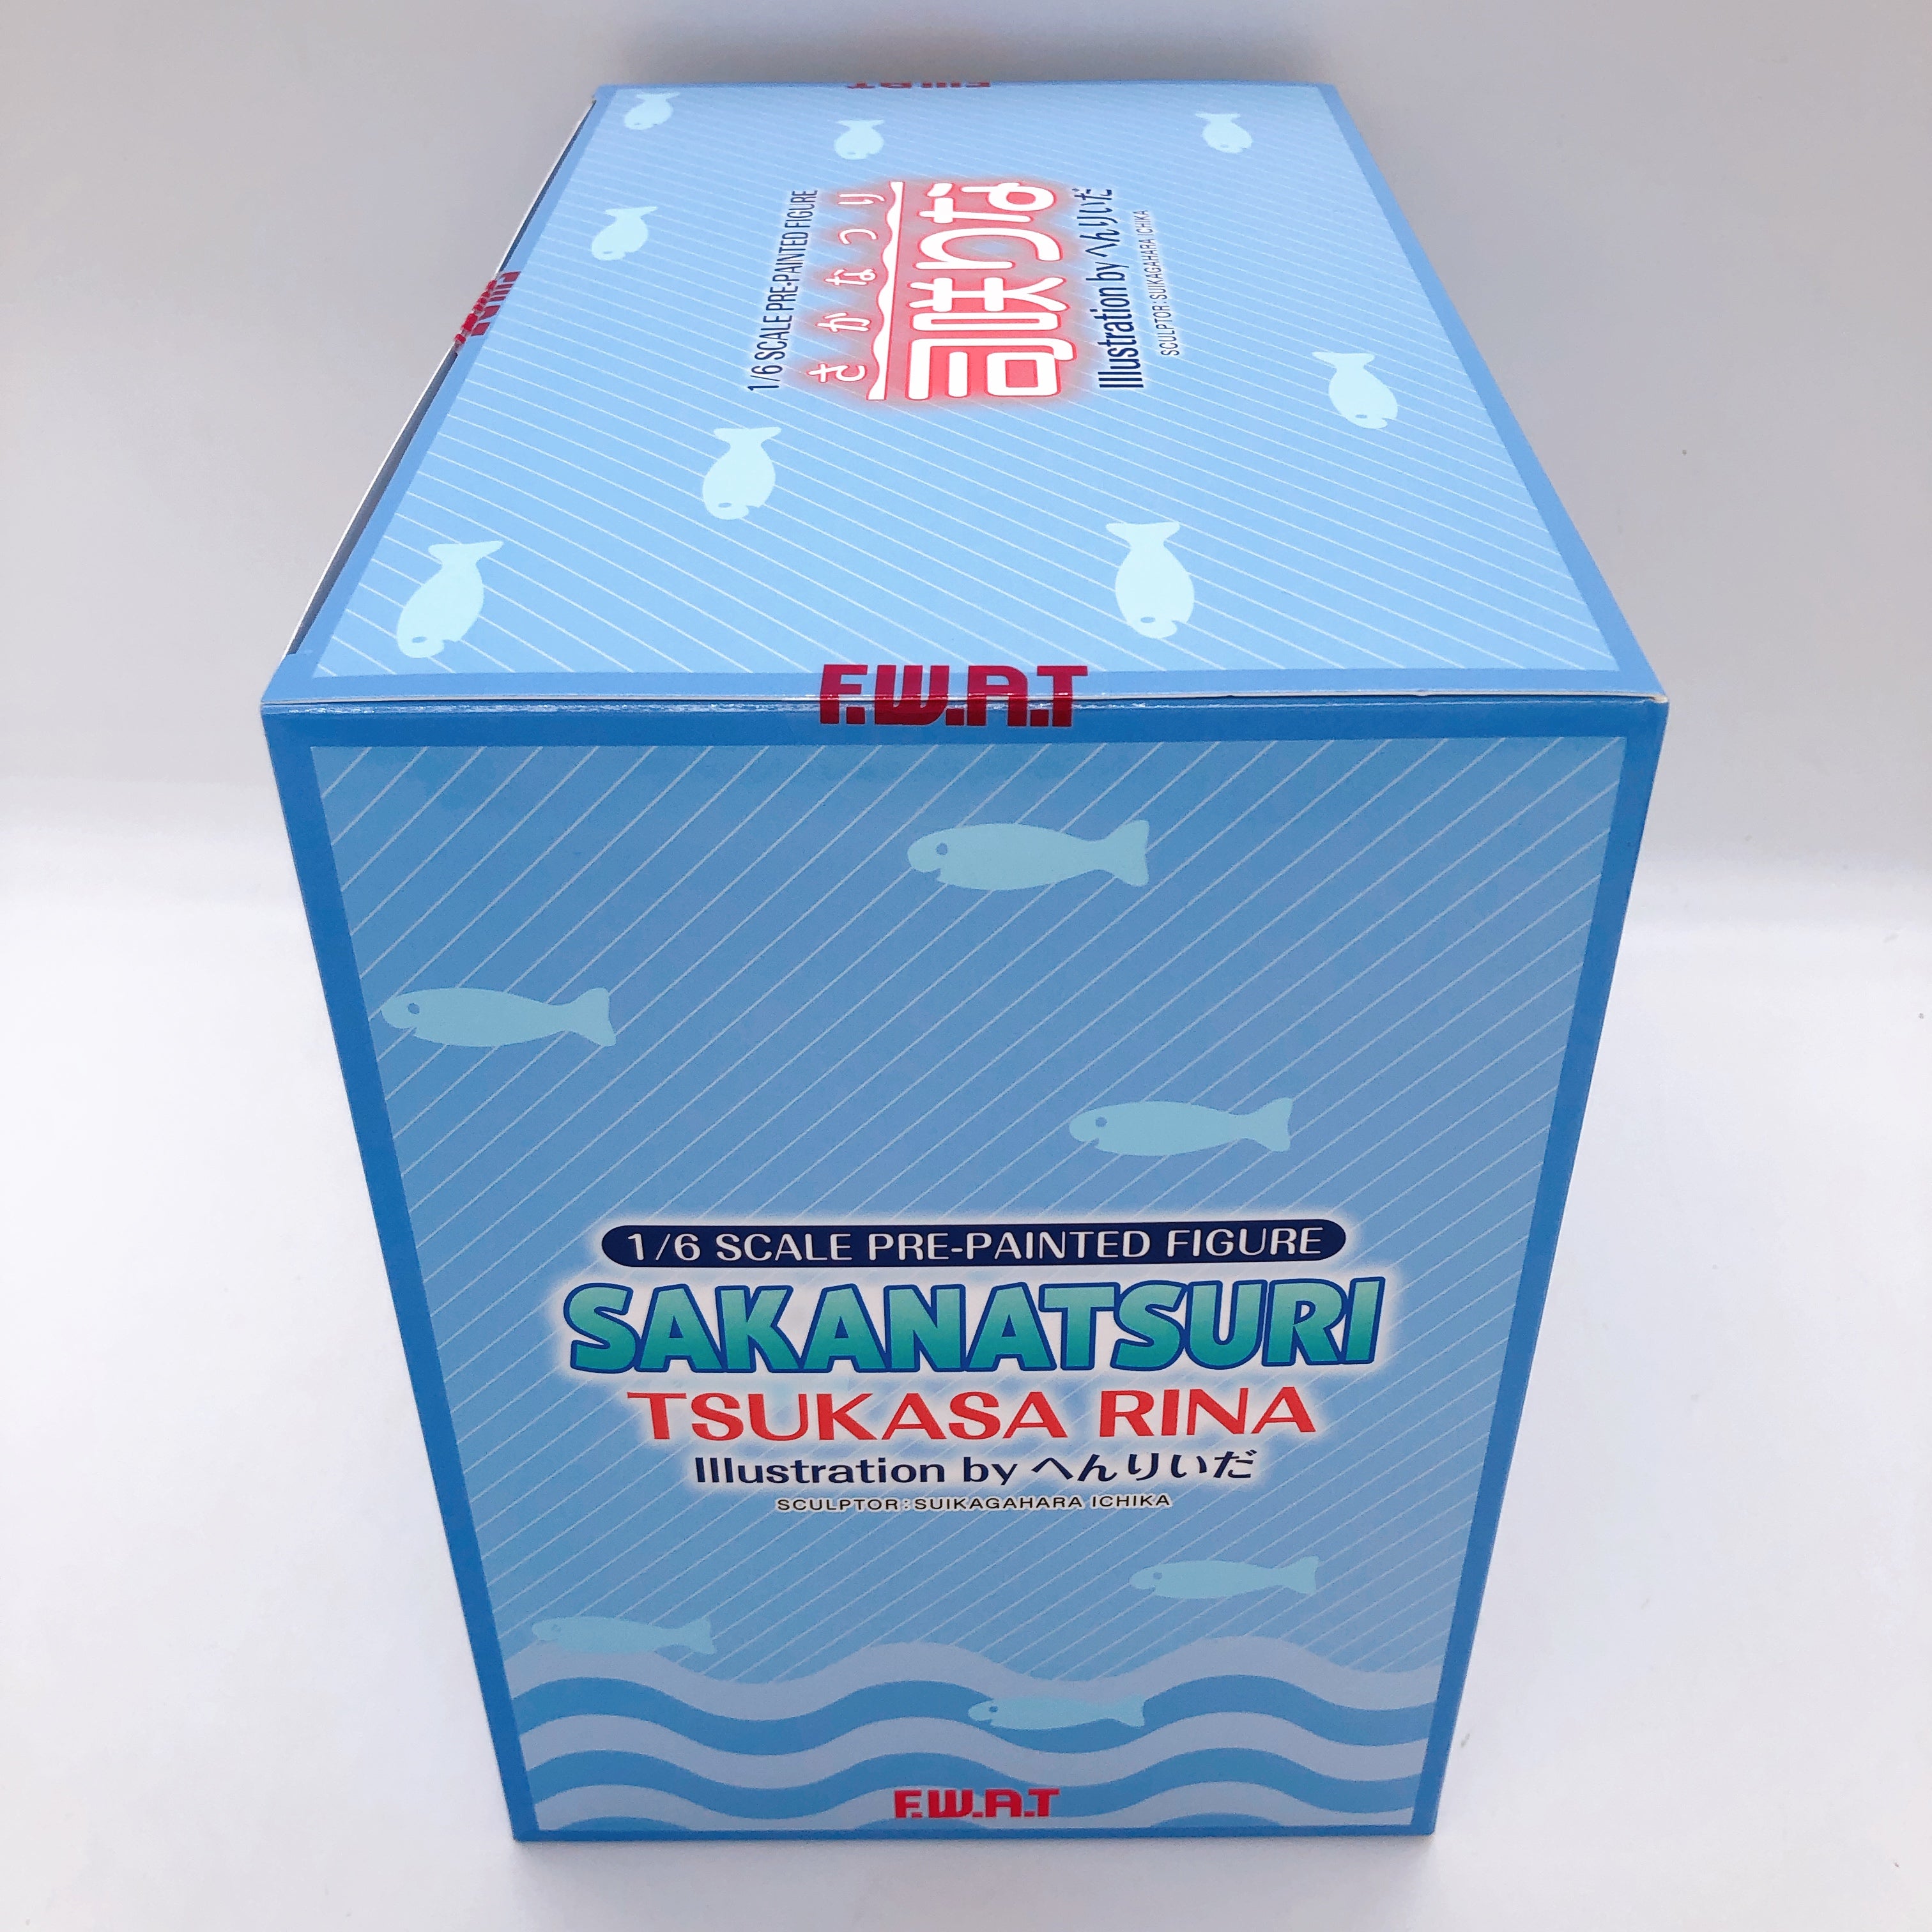 F.W.A.T
1/6 SCALE PRE-PAINTED FIGURE
さかなつり
司咲りな
Illustration by へんりいだ
SCULPTOR:SUIKAGAHARA ICHIKA
F.W.A.T
1/6 SCALE PRE-PAINTED FIGURE
SAKANATSURI
TSUKASA RINA
Illustration by へんりいだ
SCULPTOR:SUIKAGAHARA ICHIKA
F.W.A.T